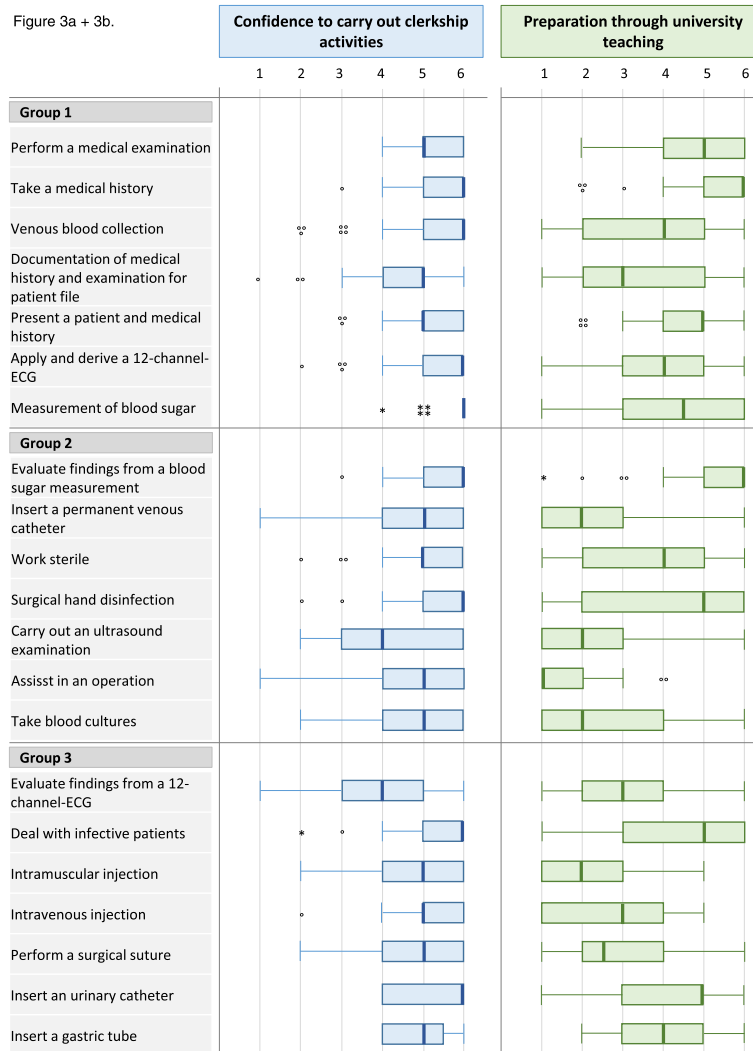 Figure 3a + 3b.
Confidence to carry out clerkship
activities
Preparation through university
teaching
1 2 3 4 5 6
1 2 3 4 5 6
Group 1
Perform a medical examination
Take a medical history
Venous blood collection
Documentation of medical
history and examination for
patient file
Present a patient and medical
history
Apply and derive a 12-channel-
ECG
Measurement of blood sugar
Group 2
Evaluate findings from a blood
sugar measurement
Insert a permanent venous
catheter
Work sterile
Surgical hand disinfection
Carry out an ultrasound
examination
Assisst in an operation
Take blood cultures
Group 3
Evaluate findings from a 12-
channel-ECG
Deal with infective patients
Intramuscular injection
Intravenous injection
Perform a surgical suture
Insert an urinary catheter
Insert a gastric tube